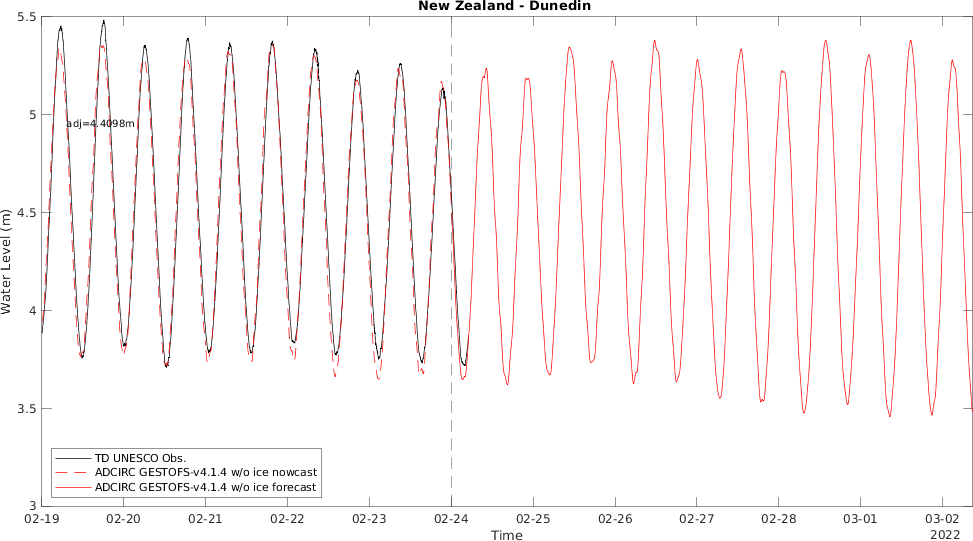 New Zealand - Dunedin
5.5
5
4.5
4
3.5
3
Water Level (m)
adj=4.4098m
TD UNESCO Obs.
ADCIRC GESTOFS-v4.1.4 w/o ice nowcast
ADCIRC GESTOFS-v4.1.4 w/o ice forecast
02-19 02-20 02-21 02-22 02-23 02-24 02-25 02-26 02-27 02-28 03-01 03-02
Time 2022